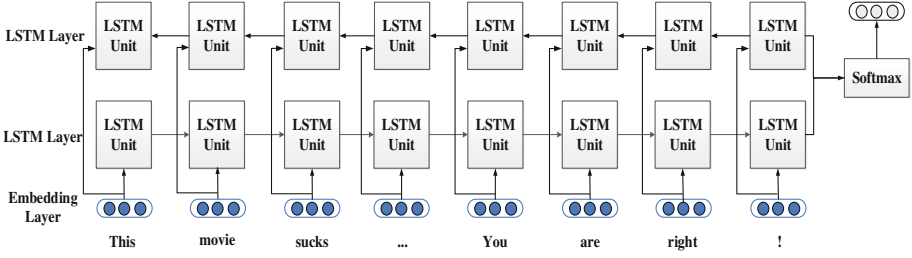 LSTM Layer
LSTM Unit LSTM Unit LSTM Unit LSTM Unit LSTM Unit LSTM Unit LSTM Unit LSTM Unit
Softmax
LSTM Layer
LSTM Unit LSTM Unit LSTM Unit LSTM Unit LSTM Unit LSTM Unit LSTM Unit LSTM Unit
Embedding
Layer
This movie sucks ... You are right !